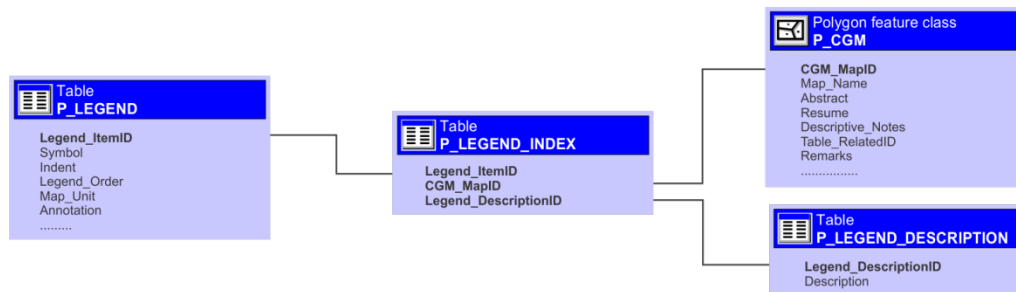 Table
P_LEGEND
Legend_ItemID
Symbol
Indent
Legend_Order
Map_Unit
Annotation
.........
Table
P_LEGEND_INDEX
Legend_ItemID
CGM_MapID
Legend_DescriptionID
Polygon feature class
P_CGM
CGM_MapID
Map_Name
Abstract
Resume
Descriptive_Notes
Table_RelatedID
Remarks
................
Table
P_LEGEND_DESCRIPTION
Legend_DescriptionID
Description